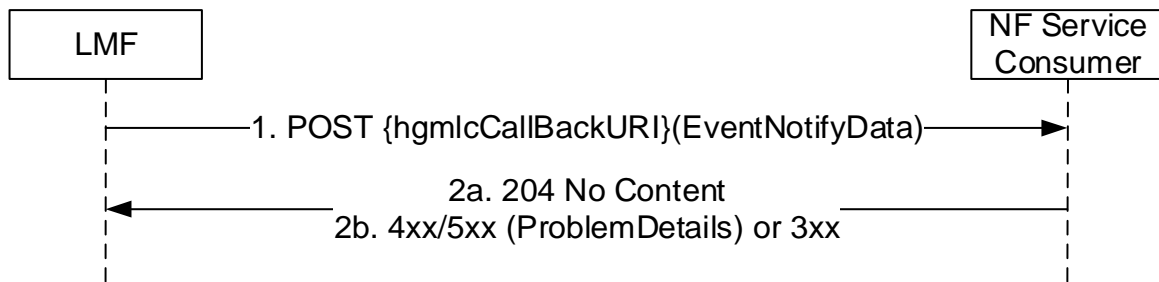 LMF
NF Service
Consumer
1. POST {hgmlcCallBackURI}(EventNotifyData)
2a. 204 No Content
2b. 4xx/5xx (ProblemDetails) or 3xx